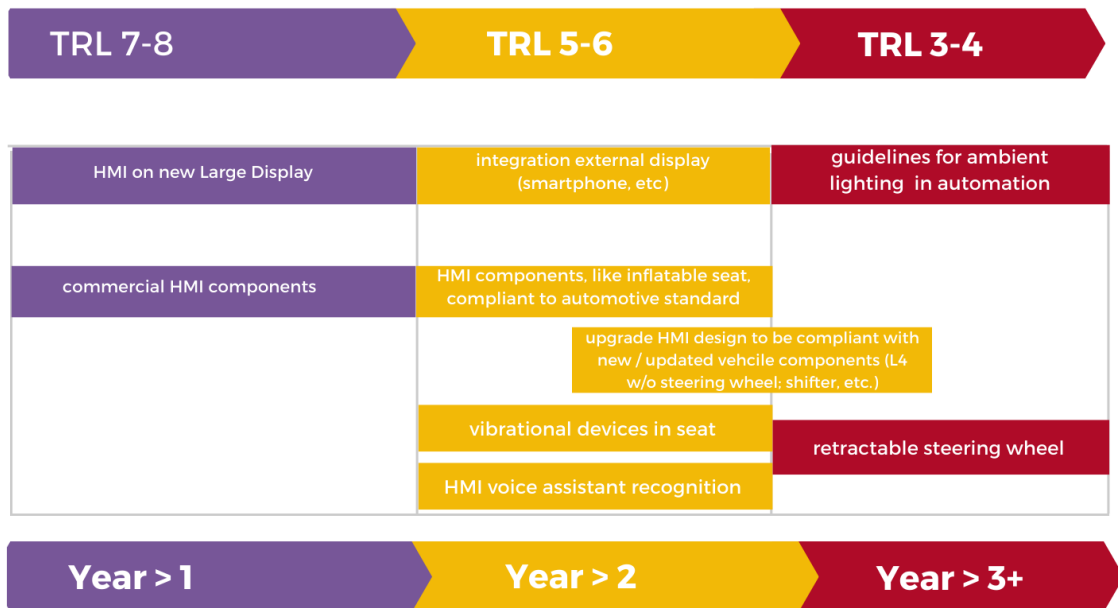 TRL 7-8
TRL 5-6
TRL 3-4
HMI on new Large Display
integration external display
(smartphone, etc)
guidelines for ambient
lighting in automation
commercial HMI components
HMI components, like inflatable seat,
compliant to automotive standard
upgrade HMI design to be compliant with
new / updated vehcile components (L4
w/o steering wheel; shifter, etc.)
vibrational devices in seat
retractable steering wheel
HMI voice assistant recognition
Year > 1
Year > 2
Year > 3+